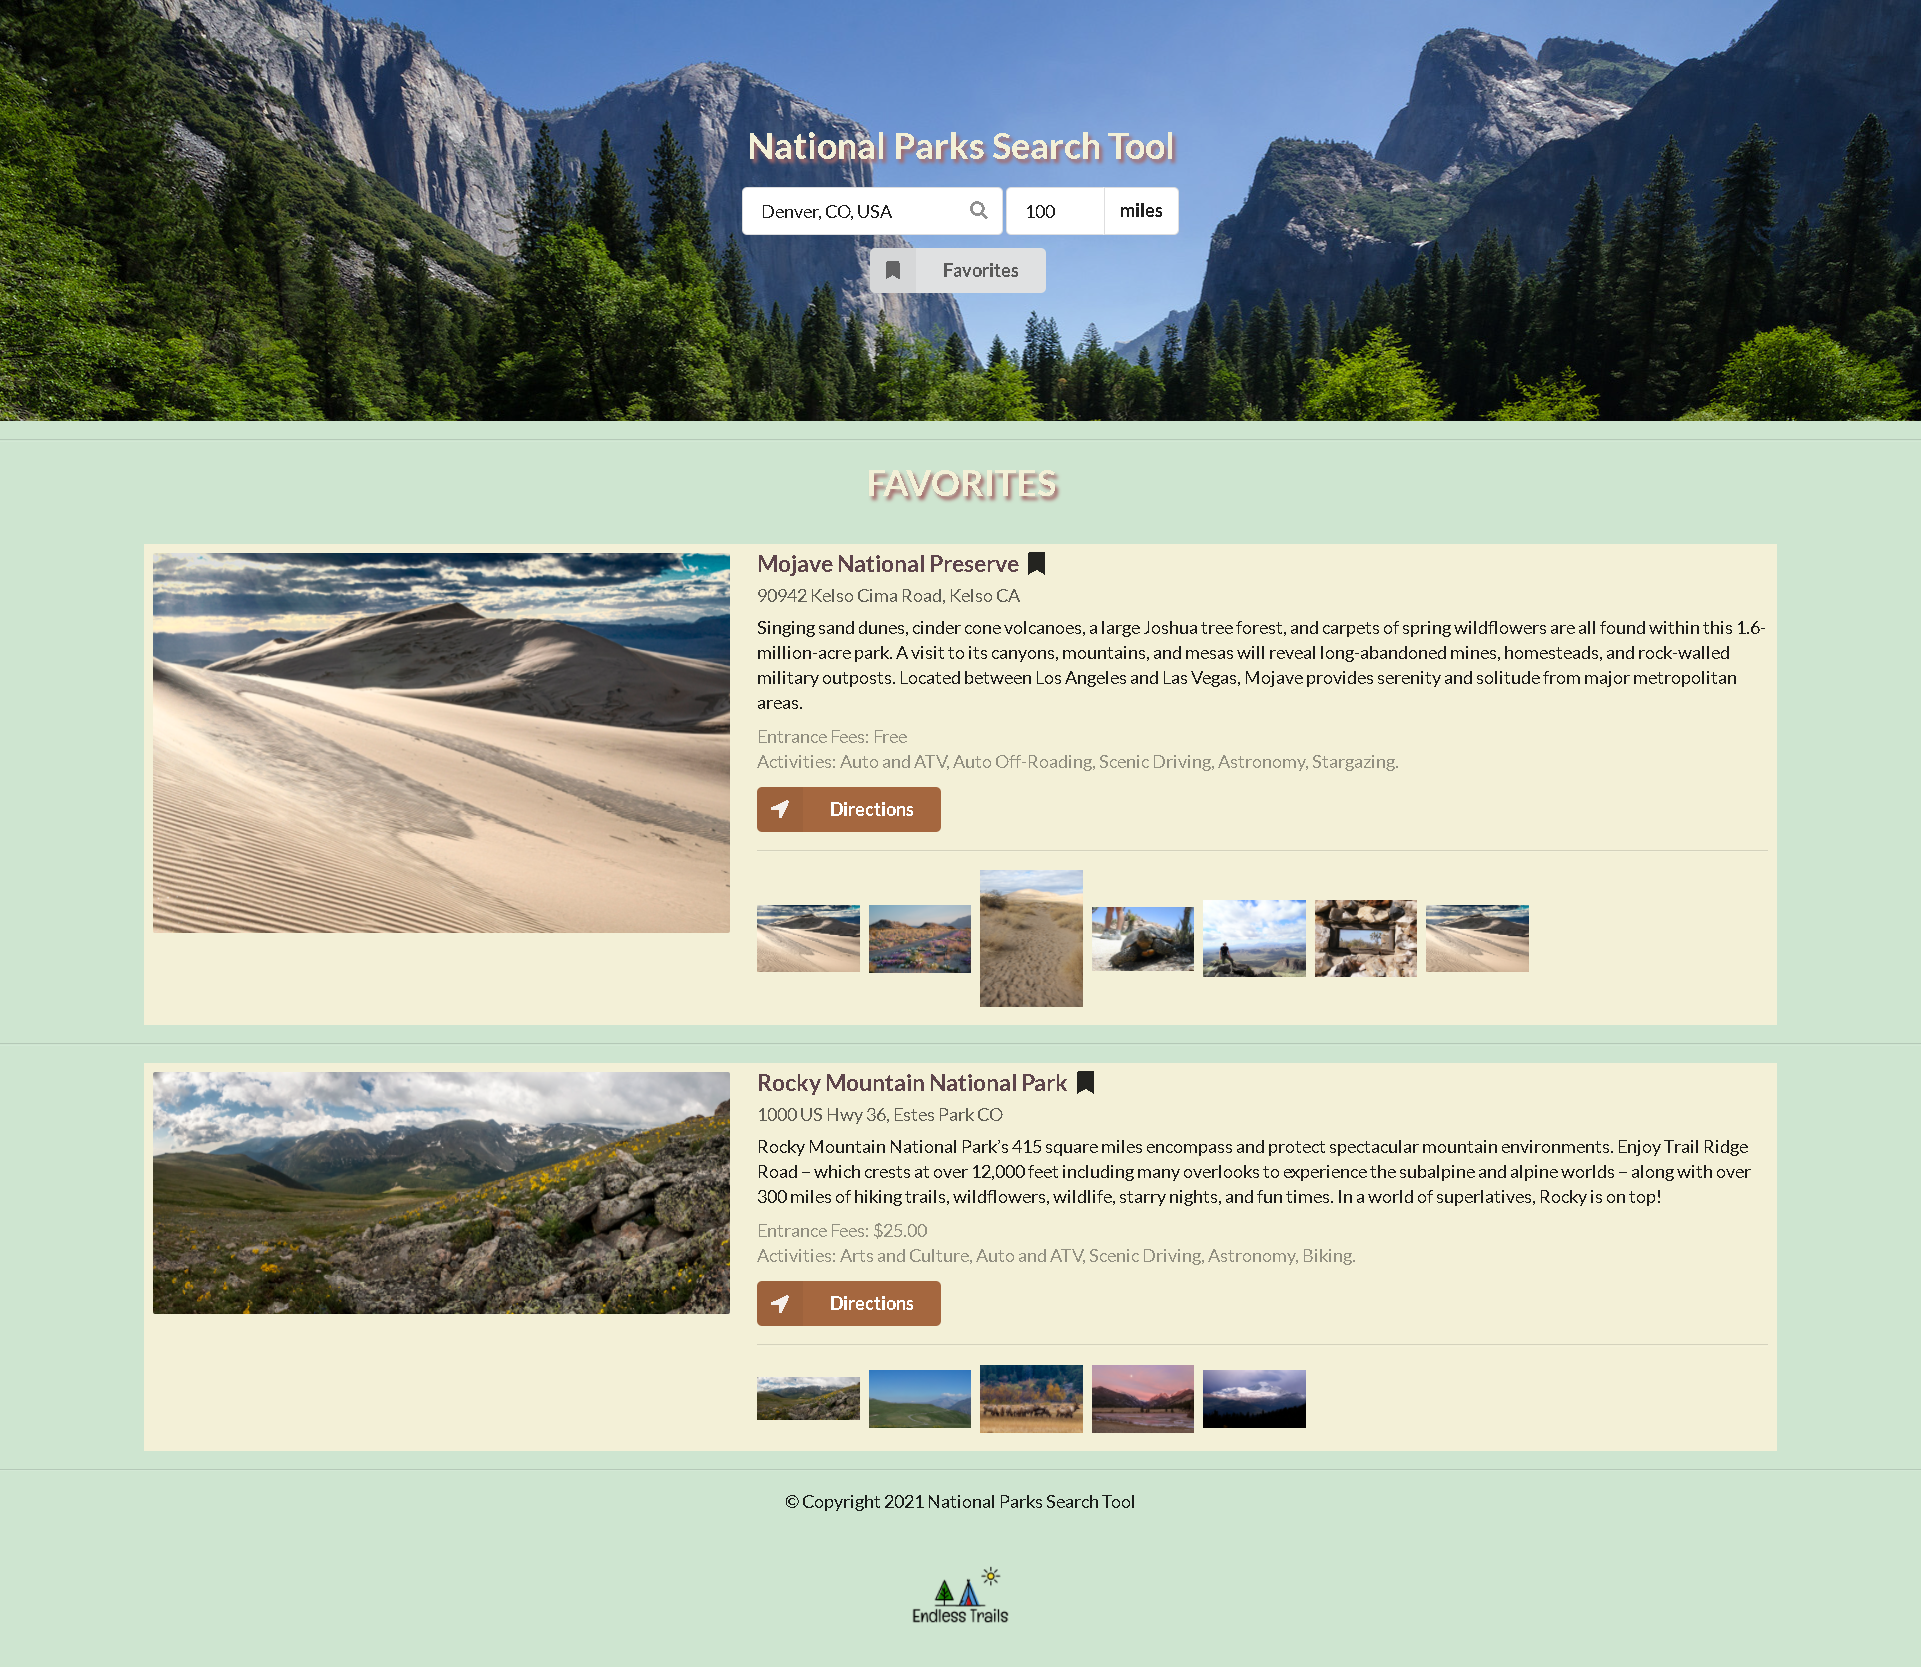 National Parks Search Tool
Denver, CO, USA
100 miles
Favorites
FAVORITES
Mojave National Preserve
90942 Kelso Cima Road, Kelso CA
Singing sand dunes, cinder cone volcanoes, a large Joshua tree forest, and carpets of spring wildflowers are all found within this 1.6-
million-acre park. A visit to its canyons, mountains, and mesas will reveal long-abandoned mines, homesteads, and rock-walled
military outposts. Located between Los Angeles and Las Vegas, Mojave provides serenity and solitude from major metropolitan
areas.
Entrance Fees: Free
Activities: Auto and ATV, Auto Off-Roading, Scenic Driving, Astronomy, Stargazing.
Directions
Rocky Mountain National Park
1000 US Hwy 36, Estes Park CO
Rocky Mountain National Park’s 415 square miles encompass and protect spectacular mountain environments. Enjoy Trail Ridge
Road – which crests at over 12,000 feet including many overlooks to experience the subalpine and alpine worlds – along with over
300 miles of hiking trails, wildflowers, wildlife, starry nights, and fun times. In a world of superlatives, Rocky is on top!
Entrance Fees: $25.00
Activities: Arts and Culture, Auto and ATV, Scenic Driving, Astronomy, Biking.
Directions
© Copyright 2021 National Parks Search Tool
Endless Trails